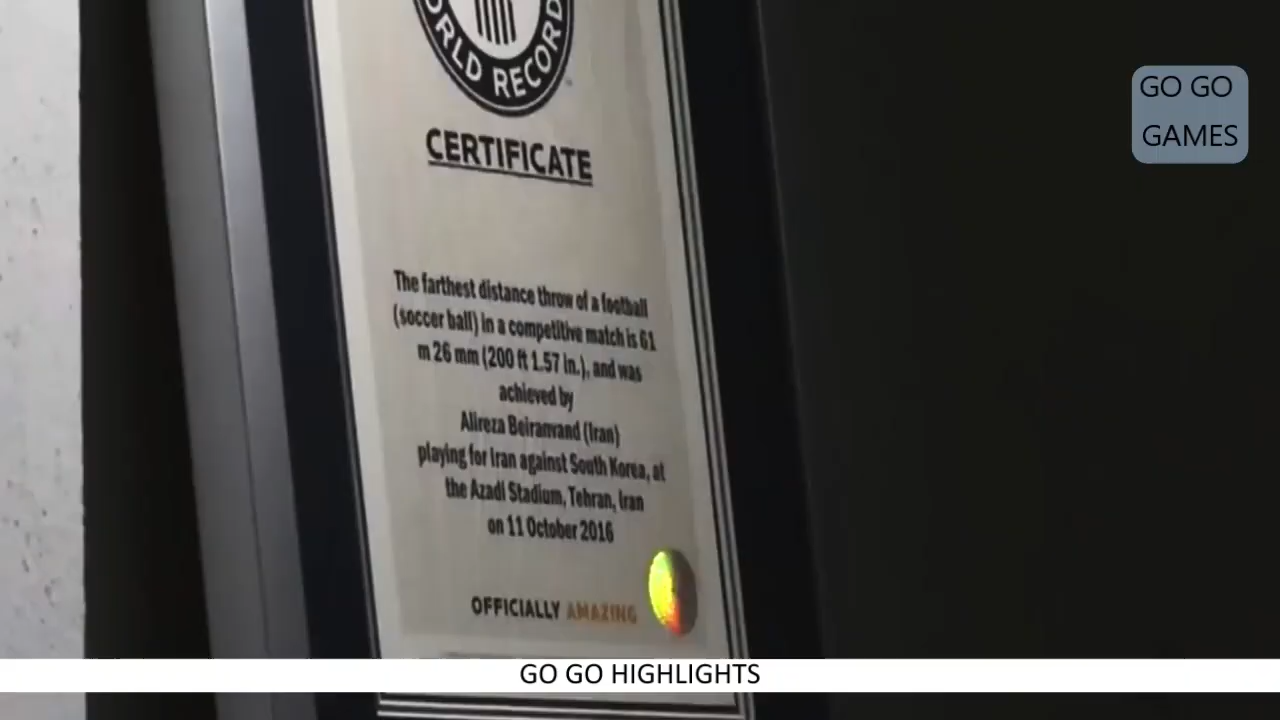 ORLD RECORD
CERTIFICATE
The farthest distance throw of a football
(soccer ball) in a competitive match is 61
m 26 mm (200 ft 1.57 in.), and was
achieved by
Alireza Beiranvand (Iran)
playing for Iran against South Korea, at
the Azadi Stadium, Tehran, Iran
on 11 October 2016
OFFICIALLY AMAZING
GO GO
GAMES
GO GO HIGHLIGHTS